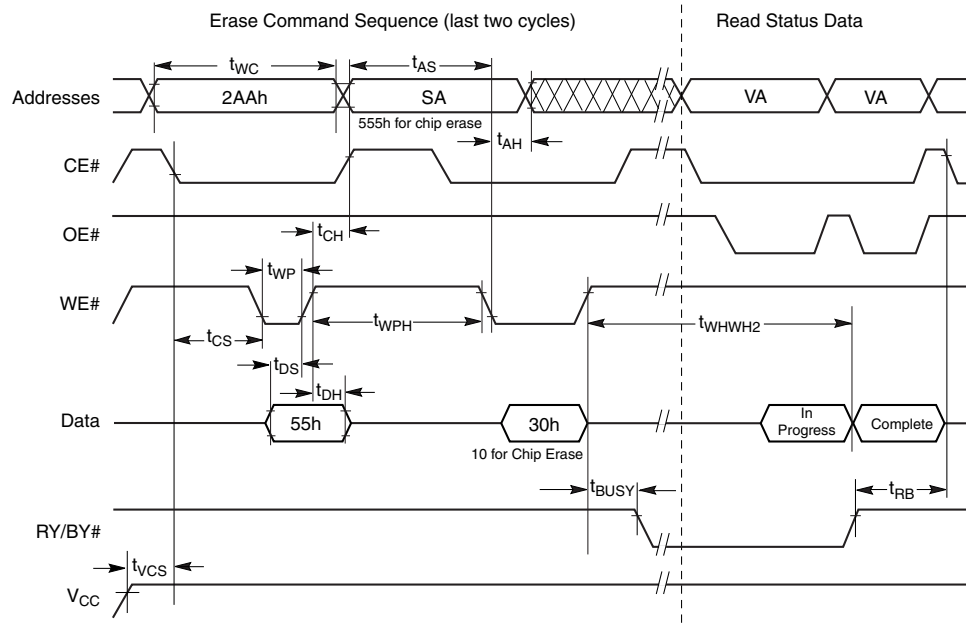 Erase Command Sequence (last two cycles)
Read Status Data
tWC
tAS
Addresses
2AAh
SA
VA
VA
555h for chip erase
tAH
CE#
OE#
tCH
tWP
WE#
tWPH
tWHWH2
tCS
tDS
tDH
Data
55h
30h
In
Progress
Complete
10 for Chip Erase
tBUSY
tRB
RY/BY#
tVCS
VCC